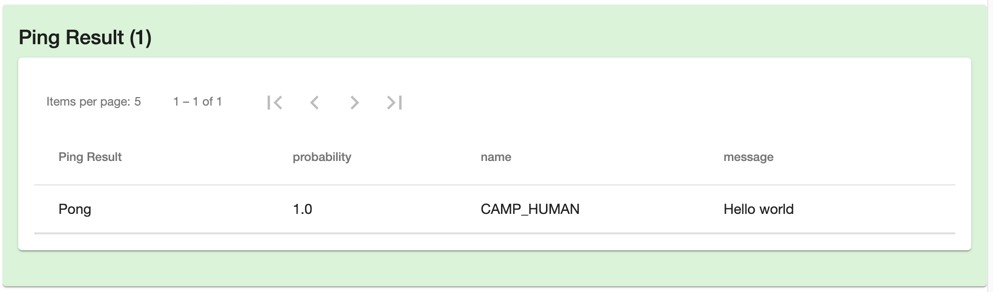 Ping Result (1)
Items per page: 5 1 – 1 of 1
Ping Result probability name message
Pong 1.0 CAMP_HUMAN Hello world